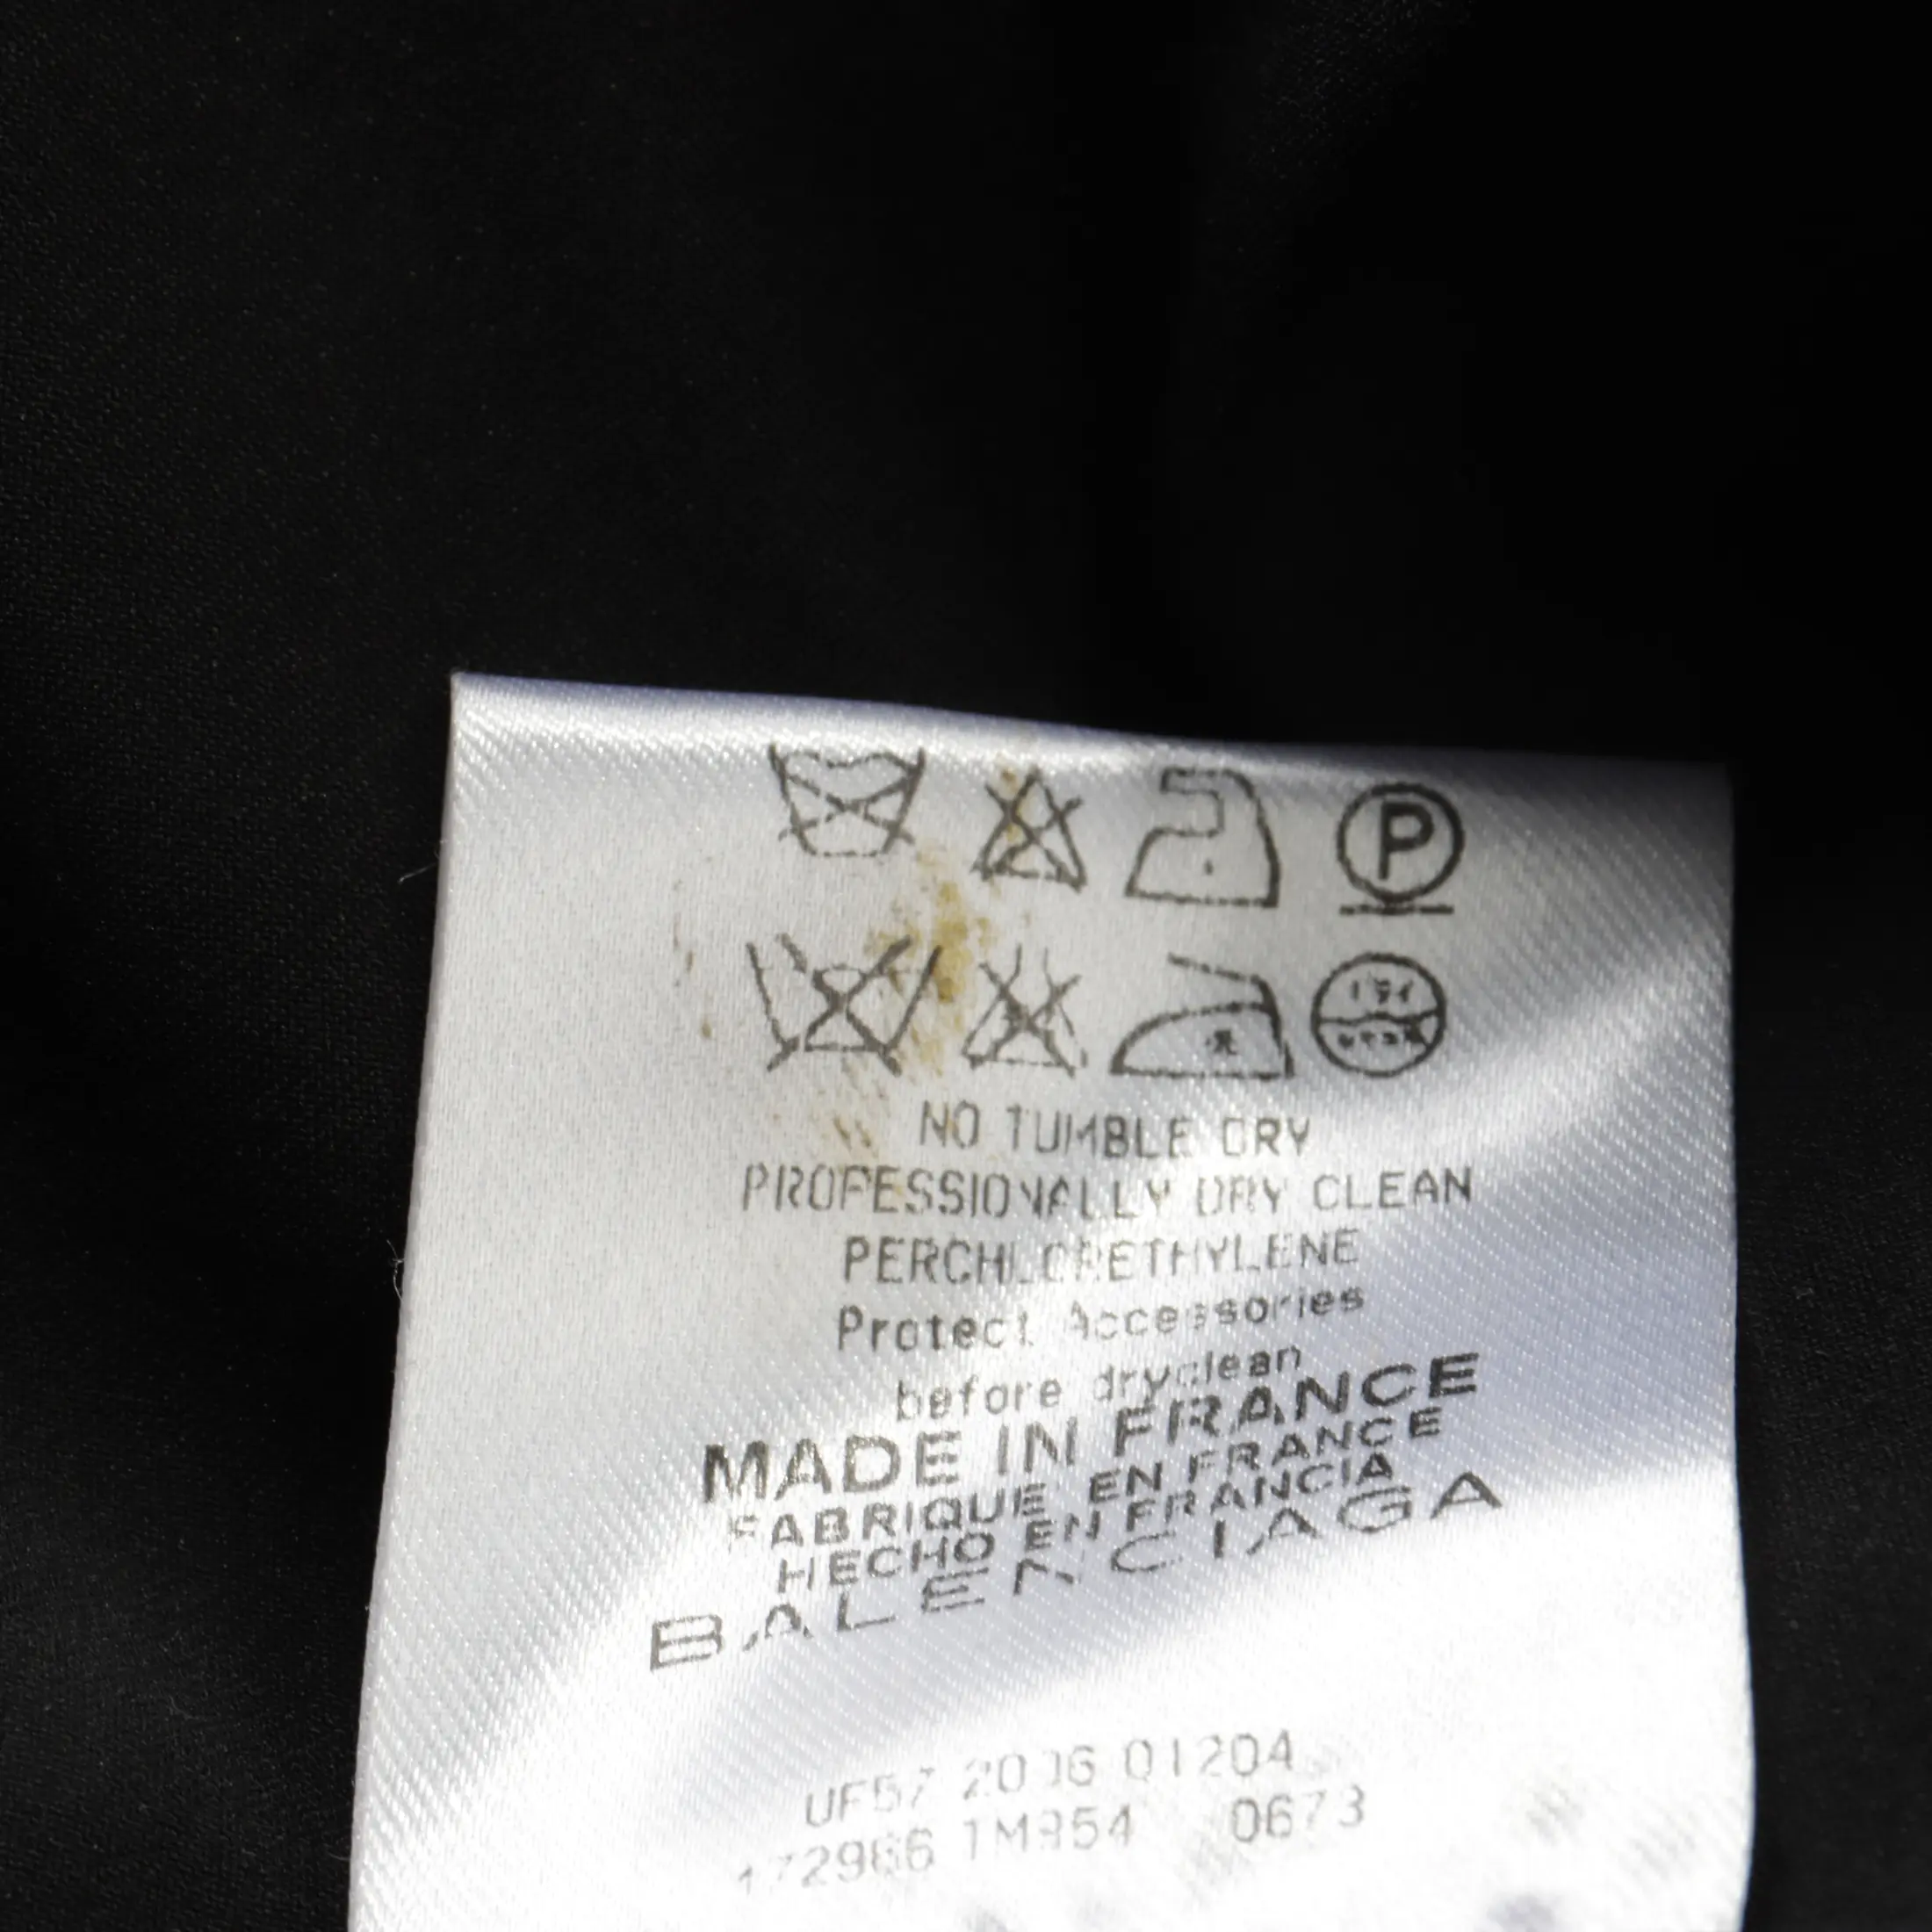 P
NO TUMBLE DRY
PROFESSIONALLY DRY CLEAN
PERCHLORETHYLENE
Protect Accessories
before dryclean
MADE IN FRANCE
FABRIQUE EN FRANCE
HECHO EN FRANCIA
BALENCIAGA
2006 01204
0673